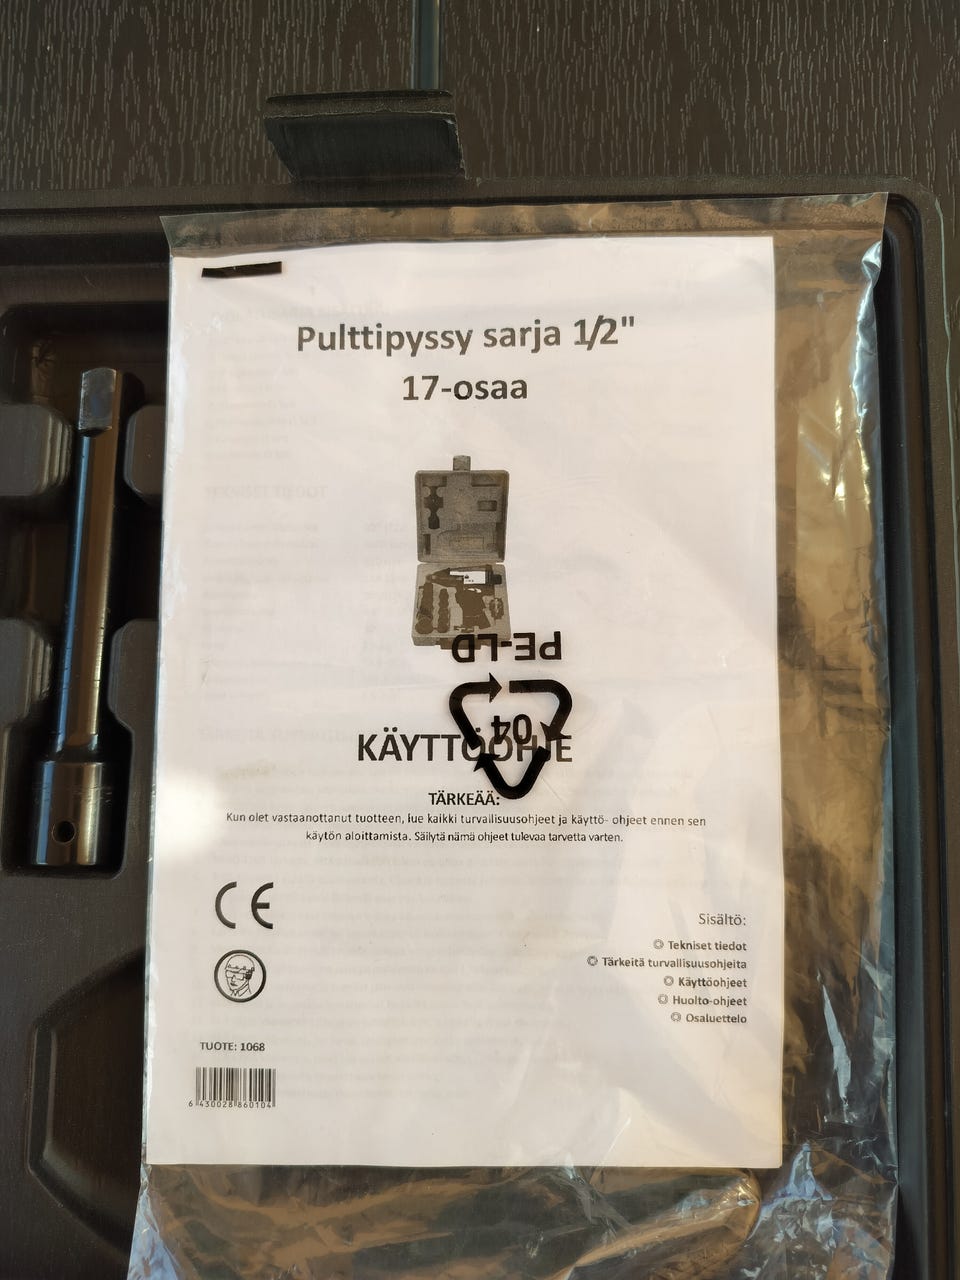 Pulttipyssy sarja 1/2"
17-osaa
PE-LD
04
KÄYTTÖOHJE
TÄRKEÄÄ:
Kun olet vastaanottanut tuotteen, lue kaikki turvallisuusohjeet ja käyttö- ohjeet ennen sen
käytön aloittamista. Säilytä nämä ohjeet tulevaa tarvetta varten.
CE
Sisältö:
Tekniset tiedot
Tärkeitä turvallisuusohjeita
Käyttöohjeet
Huolto-ohjeet
Osaluettelo
TUOTE: 1068
6 430028 860104